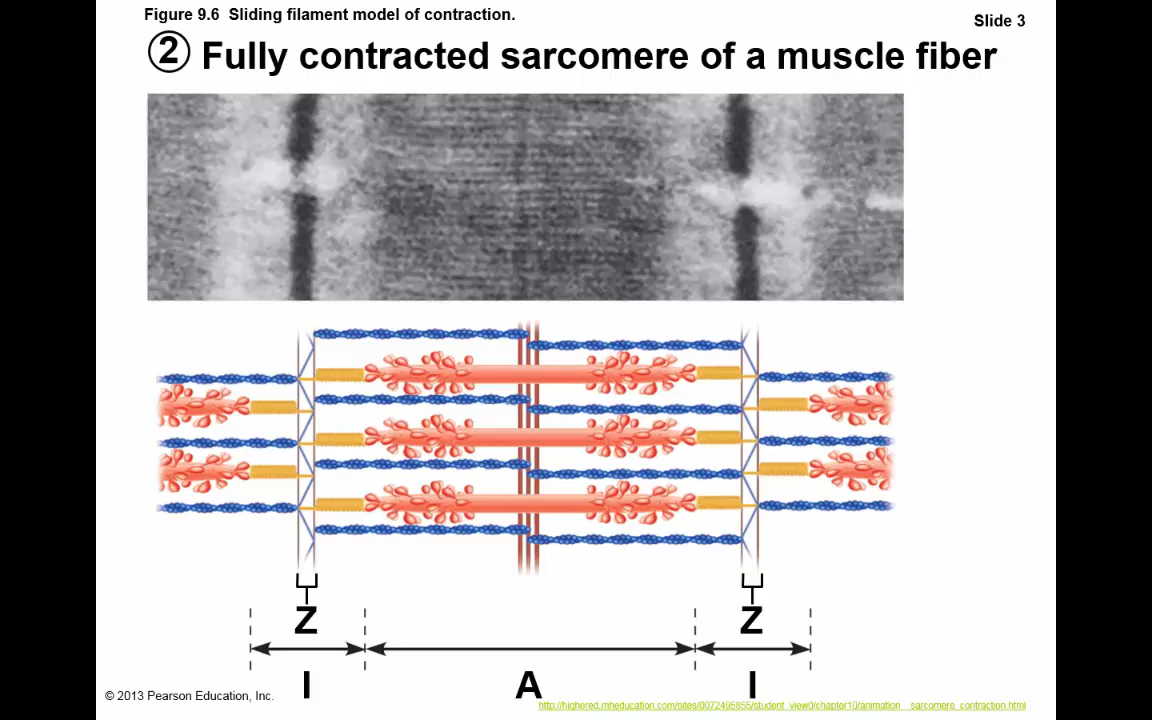 Figure 9.6 Sliding filament model of contraction.
Slide 3
② Fully contracted sarcomere of a muscle fiber
Z Z
I A I
© 2013 Pearson Education, Inc.
http://highered.mheducation.com/sites/0072495855/student_view0/chapter10/animation__sarcomere_contraction.html